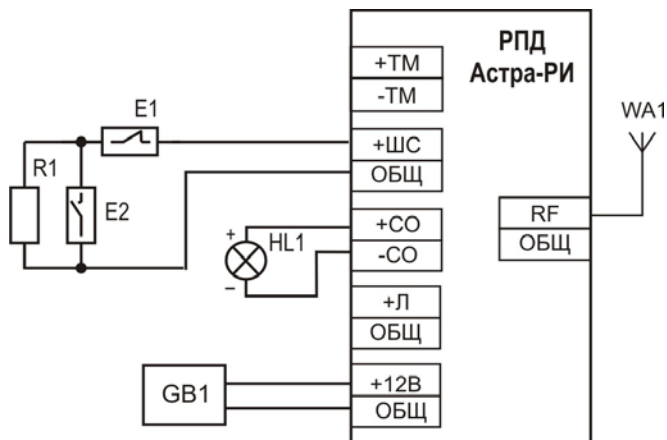 РПД
Астра-РИ
+ТМ
-ТМ
WA1
E1
+ШС
ОБЩ
R1
E2
RF
ОБЩ
+СО
-СО
+
HL1
–
+Л
ОБЩ
+12В
ОБЩ
GB1